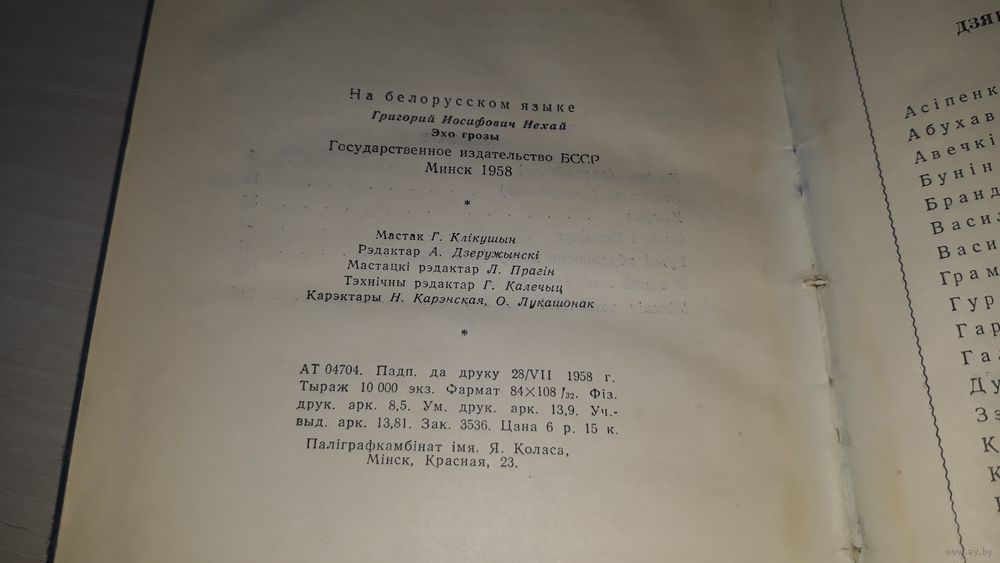 На белорусском языке
Григорий Иосифович Нехай
Эхо грозы
Государственное издательство БССР
Минск 1958
*
Мастак Г. Клікушын
Рэдактар А. Дзеружынскі
Мастацкі рэдактар Л. Прагін
Тэхнічны рэдактар Г. Калечыц
Карэктары Н. Карэнская, О. Лукашонак
*
АТ 04704. Падп. да друку 28/VII 1958 г.
Тыраж 10 000 экз. Фармат 84×108 1/32. Фіз.
друк. арк. 8,5. Ум. друк. арк. 13,9. Уч.-
выд. арк. 13,81. Зак. 3536. Цана 6 р. 15 к.
Паліграфкамбінат імя. Я. Коласа,
Мінск, Красная, 23.
Асіпенк
Абухав
Авечкі
Бунін
Бранд
Васил
Васі
Грам
Гур
Гар
Ду
www.ay.by